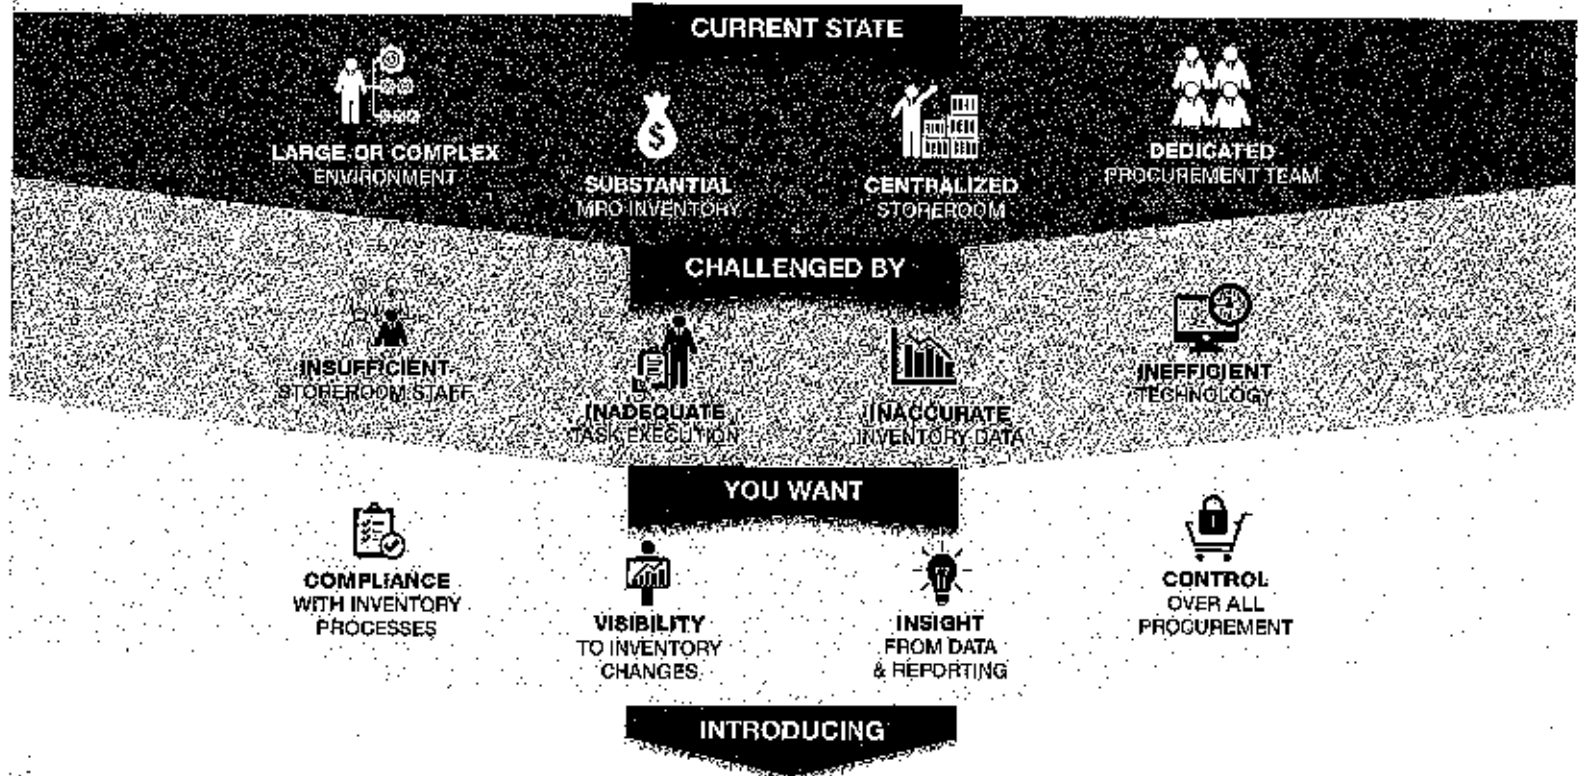 CURRENT STATE
LARGE OR COMPLEX
ENVIRONMENT
SUBSTANTIAL
MRO INVENTORY
CENTRALIZED
STOREROOM
DEDICATED
PROCUREMENT TEAM
CHALLENGED BY
INSUFFICIENT
STOREROOM STAFF
INADEQUATE
TASK EXECUTION
INACCURATE
INVENTORY DATA
INEFFICIENT
TECHNOLOGY
YOU WANT
COMPLIANCE
WITH INVENTORY
PROCESSES
VISIBILITY
TO INVENTORY
CHANGES
INSIGHT
FROM DATA
& REPORTING
CONTROL
OVER ALL
PROCUREMENT
INTRODUCING